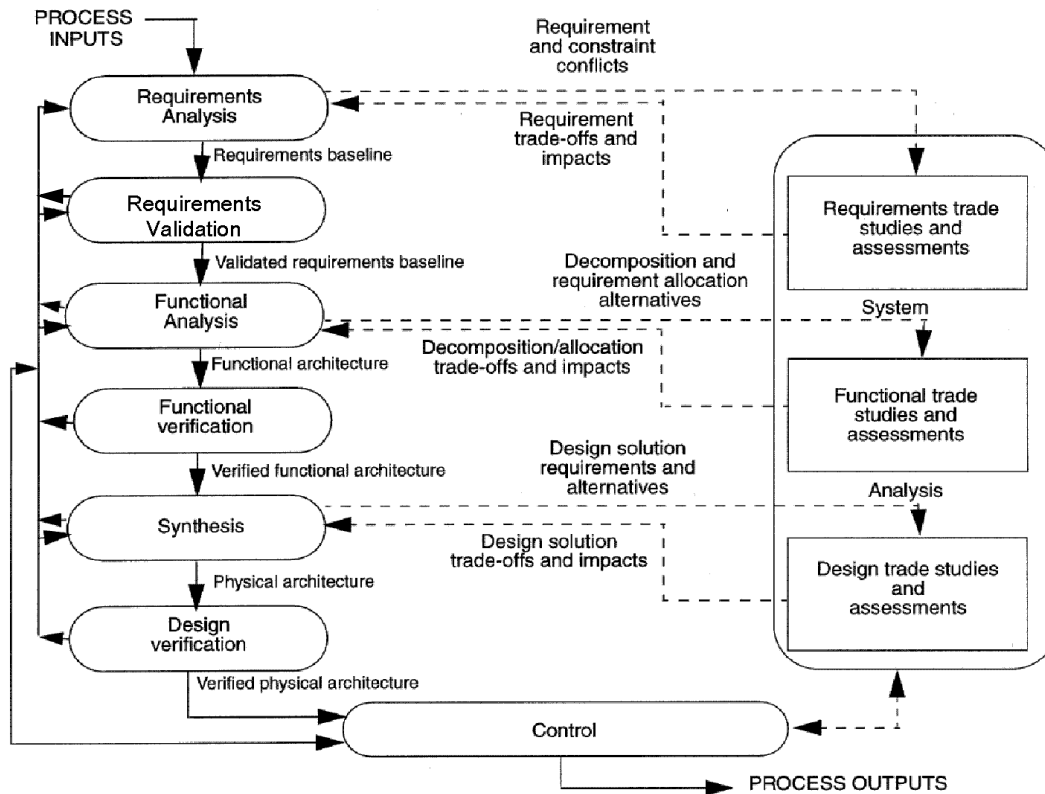 PROCESS
INPUTS
Requirements
Analysis
Requirements baseline
Requirements
Validation
Validated requirements baseline
Functional
Analysis
Functional architecture
Functional
verification
Verified functional architecture
Synthesis
Physical architecture
Design
verification
Verified physical architecture
Control
PROCESS OUTPUTS
Requirement
and constraint
conflicts
Requirement
trade-offs and
impacts
Decomposition and
requirement allocation
alternatives
Decomposition/allocation
trade-offs and impacts
Design solution
requirements and
alternatives
Design solution
trade-offs and impacts
Requirements trade
studies and
assessments
System
Functional trade
studies and
assessments
Analysis
Design trade studies
and
assessments